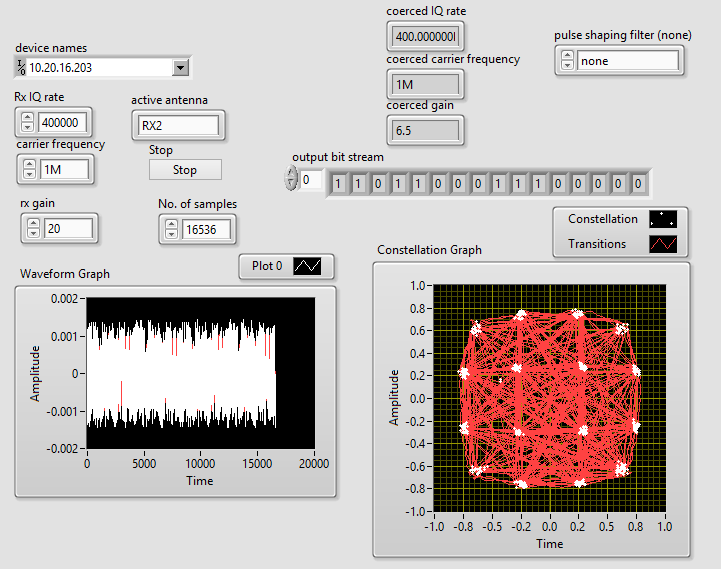 coerced IQ rate
400.000000
pulse shaping filter (none)
none
device names
10.20.16.203
coerced carrier frequency
1M
Rx IQ rate
400000
active antenna
RX2
coerced gain
6.5
carrier frequency
1M
Stop
Stop
output bit stream
0 1 1 0 1 1 0 0 0 1 1 1 0 0 0 0 0
rx gain
20
No. of samples
16536
Constellation
Transitions
Waveform Graph
Plot 0
Amplitude
0.002
0.001
0
-0.001
-0.002
0 5000 10000 15000 20000
Time
Constellation Graph
Amplitude
1.0
0.8
0.6
0.4
0.2
0.0
-0.2
-0.4
-0.6
-0.8
-1.0
-1.0 -0.8 -0.5 -0.2 0.0 0.2 0.5 0.8 1.0
Time